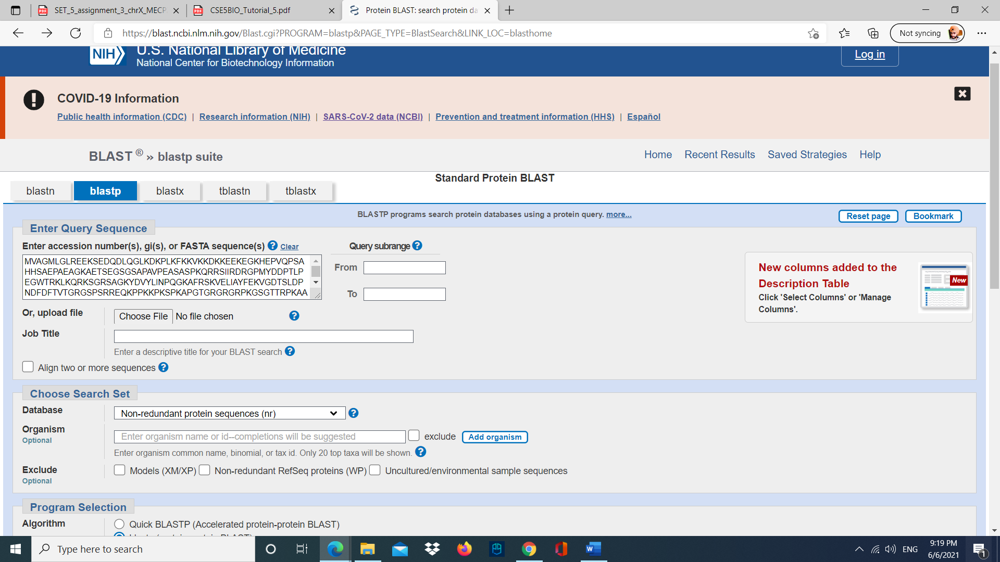 SET_5_assignment_3_chrX_MECP
CSE5BIO_Tutorial_5.pdf
Protein BLAST: search protein da
https://blast.ncbi.nlm.nih.gov/Blast.cgi?PROGRAM=blastp&PAGE_TYPE=BlastSearch&LINK_LOC=blasthome
Not syncing
NIH
U.S. National Library of Medicine
National Center for Biotechnology Information
Log in
COVID-19 Information
Public health information (CDC) | Research information (NIH) | SARS-CoV-2 data (NCBI) | Prevention and treatment information (HHS) | Español
BLAST ® » blastp suite
Home Recent Results Saved Strategies Help
Standard Protein BLAST
blastn blastp blastx tblastn tblastx
BLASTP programs search protein databases using a protein query. more...
Reset page Bookmark
Enter Query Sequence
Enter accession number(s), gi(s), or FASTA sequence(s) ? Clear
Query subrange ?
MVAGMLGLREEKSEDQDLQGLKDKPLKFKKVKKDKKEEKEGKHEPVQPSA
HHSAEPAEAGKAETSEGSGSAPAVPEASASPKQRRSIIRDRGPMYDDPTLP
EGWTRKLKQRKSGRSAGKYDVYLINPQGKAFRSKVELIAYFEKVGDTSLDP
NDFDFTVTGRGSPSRREQKPPKKPKSPKAPGTGRGRGRPKGSGTTRPKAA
From
To
New columns added to the
Description Table
Click 'Select Columns' or 'Manage
Columns'.
New
Or, upload file
Choose File No file chosen ?
Job Title
Enter a descriptive title for your BLAST search ?
Align two or more sequences ?
Choose Search Set
Database
Non-redundant protein sequences (nr) ?
Organism
Optional
Enter organism name or id--completions will be suggested
exclude
Add organism
Enter organism common name, binomial, or tax id. Only 20 top taxa will be shown. ?
Exclude
Optional
Models (XM/XP) Non-redundant RefSeq proteins (WP) Uncultured/environmental sample sequences
Program Selection
Algorithm
Quick BLASTP (Accelerated protein-protein BLAST)
Type here to search
ENG
9:19 PM
6/6/2021
1